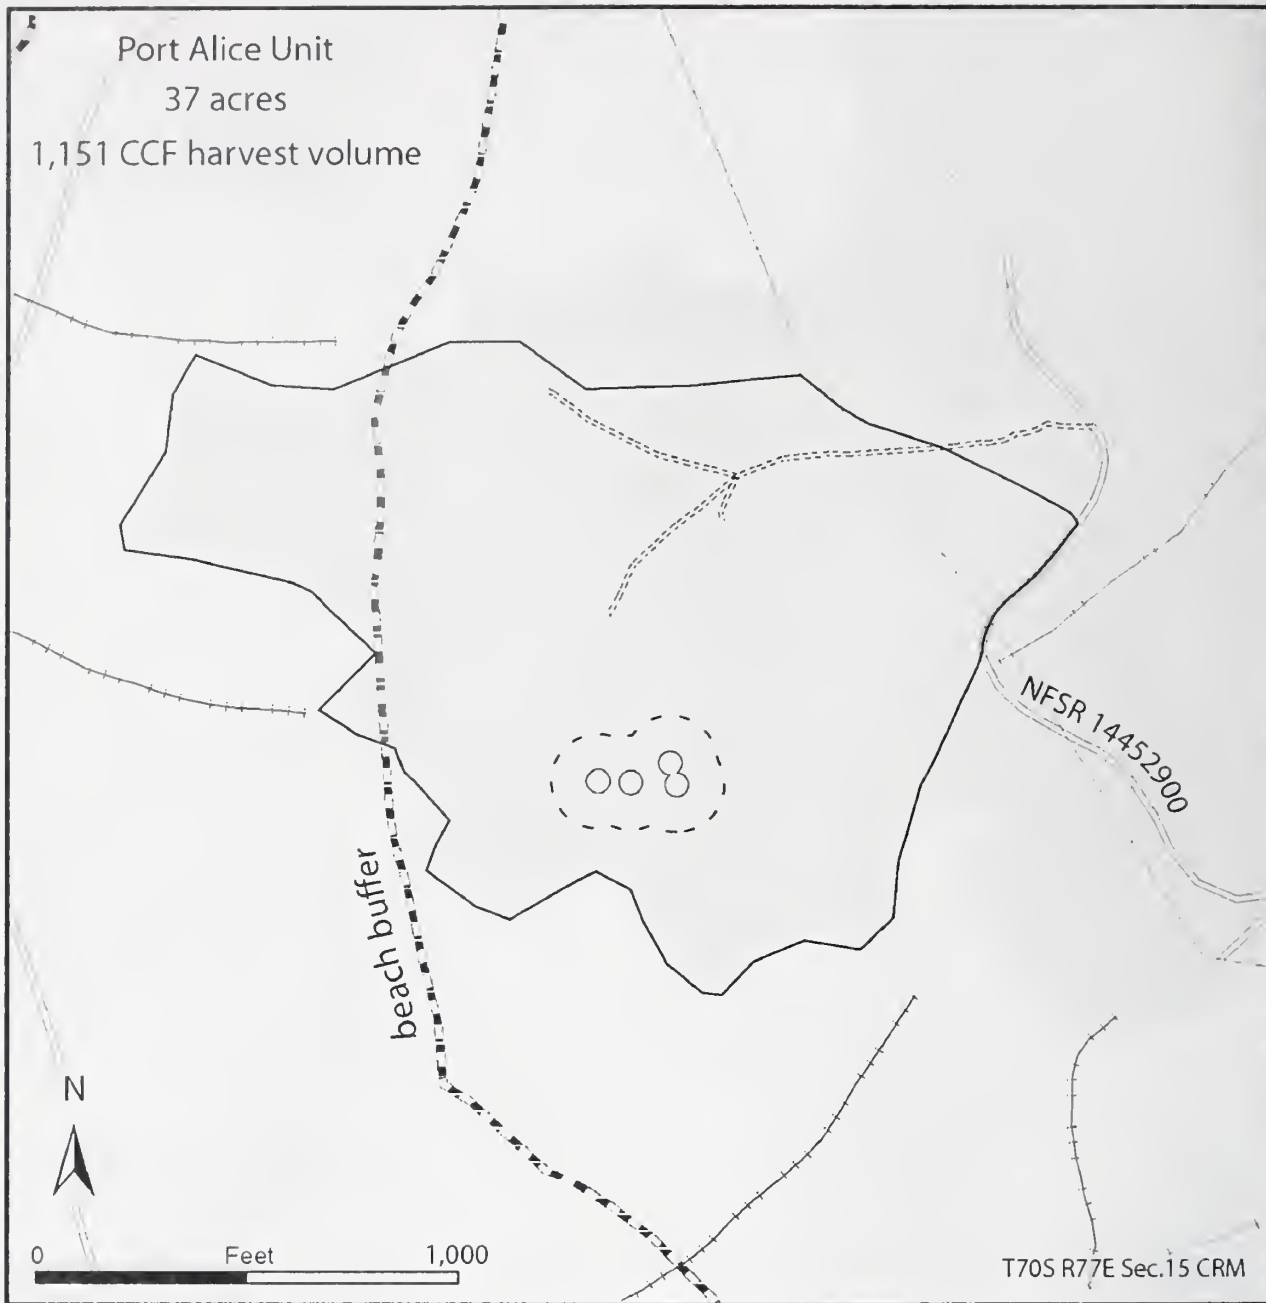 Port Alice Unit
37 acres
1,151 CCF harvest volume
NFSR 14452900
beach buffer
N
0 Feet 1,000
T70S R77E Sec.15 CRM